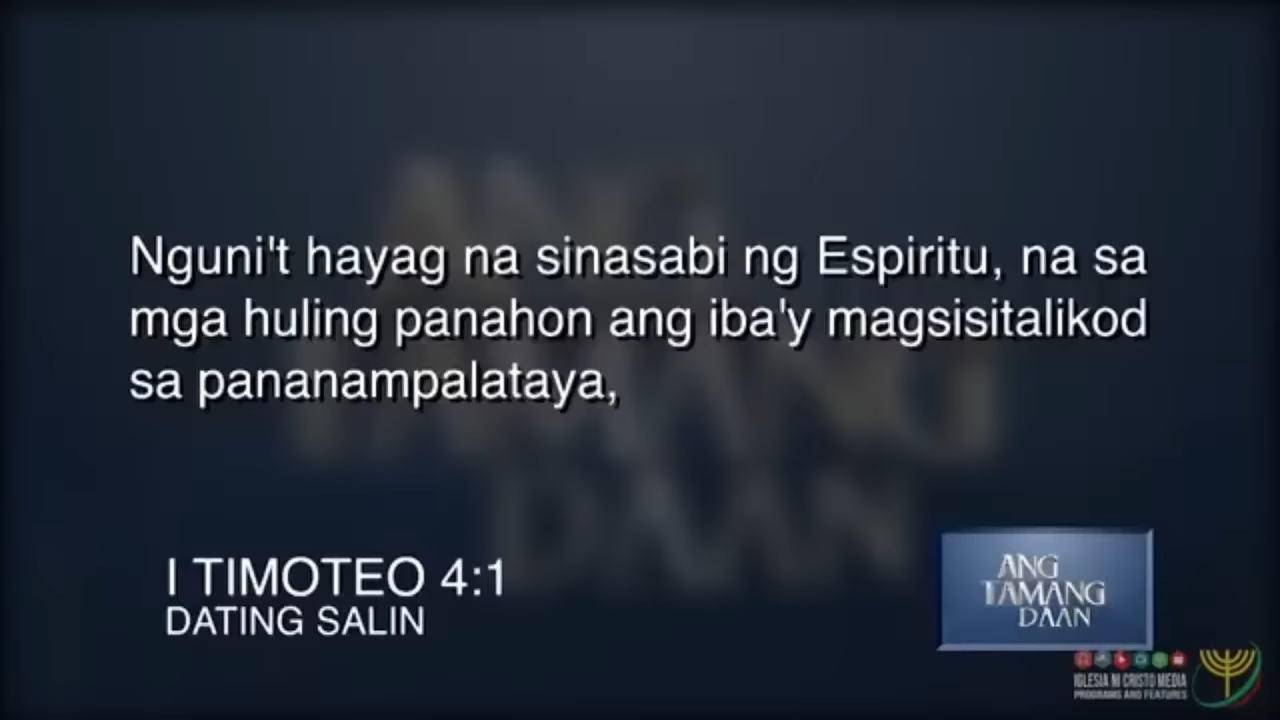 Nguni't hayag na sinasabi ng Espiritu, na sa
mga huling panahon ang iba'y magsisitalikod
sa pananampalataya,
I TIMOTEO 4:1
DATING SALIN
ANG
TAMANG
DAAN
IGLESIA NI CRISTO MEDIA
PROGRAMS AND FEATURES